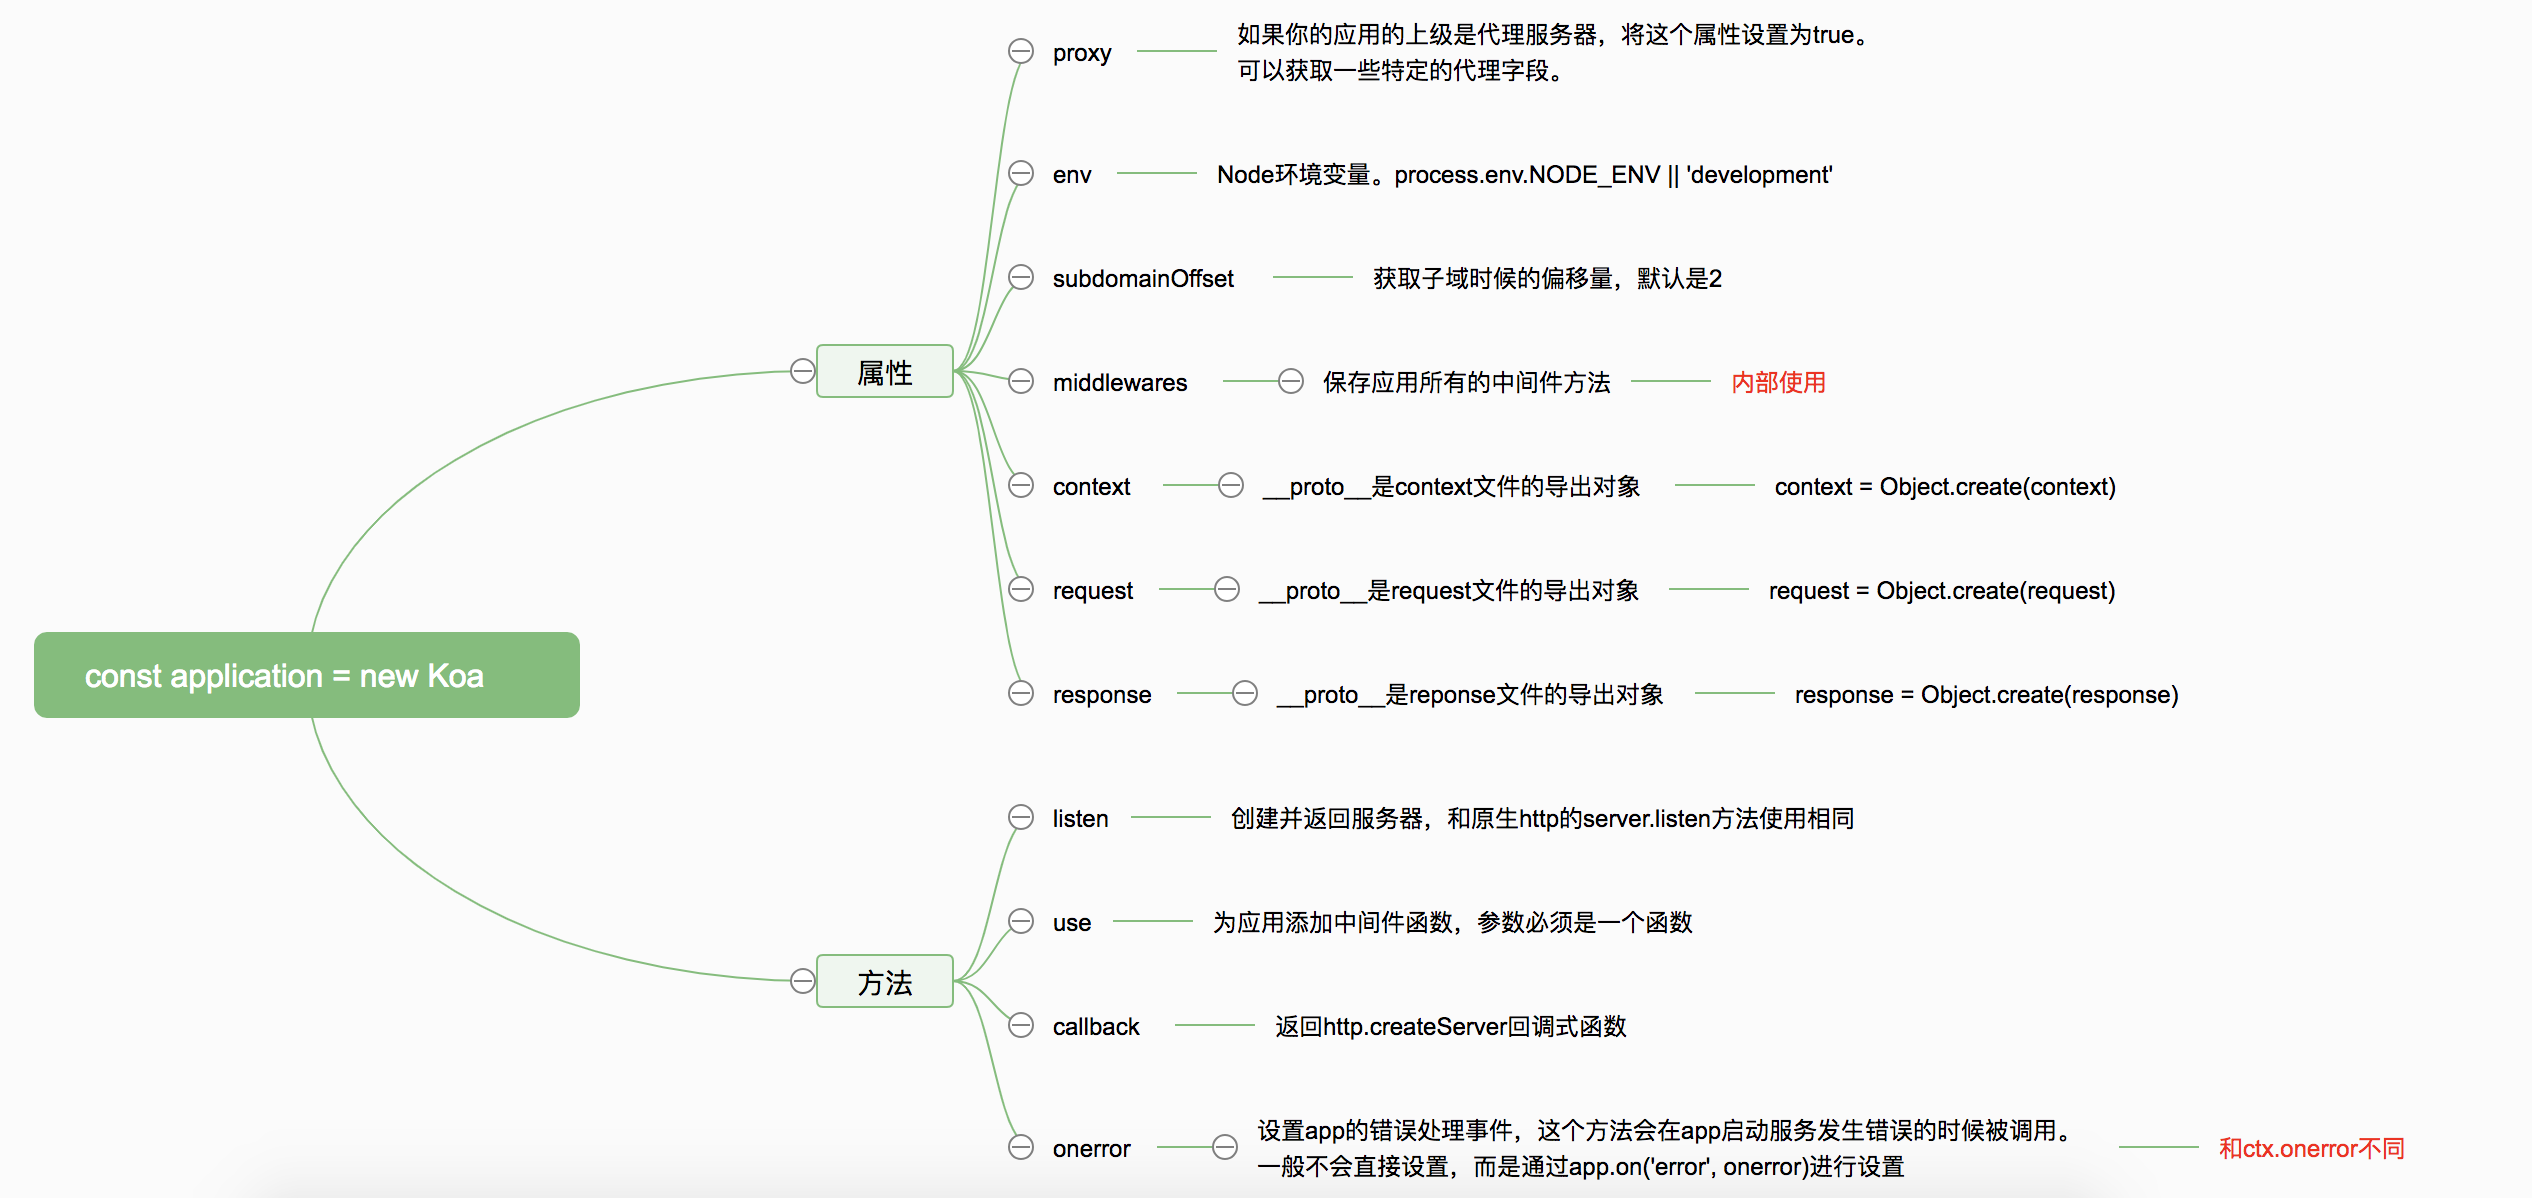 const application = new Koa
属性
proxy
如果你的应用的上级是代理服务器，将这个属性设置为true。
可以获取一些特定的代理字段。
env
Node环境变量。process.env.NODE_ENV || 'development'
subdomainOffset
获取子域时候的偏移量，默认是2
middlewares
保存应用所有的中间件方法
内部使用
context
__proto__是context文件的导出对象
context = Object.create(context)
request
__proto__是request文件的导出对象
request = Object.create(request)
response
__proto__是reponse文件的导出对象
response = Object.create(response)
方法
listen
创建并返回服务器，和原生http的server.listen方法使用相同
use
为应用添加中间件函数，参数必须是一个函数
callback
返回http.createServer回调式函数
onerror
设置app的错误处理事件，这个方法会在app启动服务发生错误的时候被调用。
一般不会直接设置，而是通过app.on('error', onerror)进行设置
和ctx.onerror不同